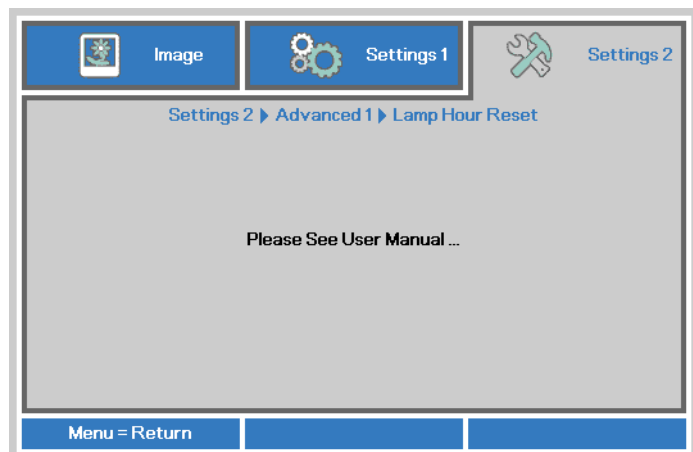 Image
Settings 1
Settings 2
Settings 2 ▶ Advanced 1 ▶ Lamp Hour Reset
Please See User Manual ...
Menu = Return